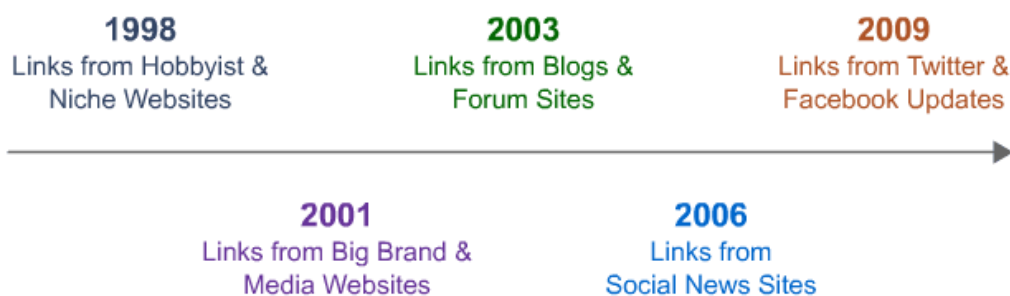 1998
Links from Hobbyist &
Niche Websites
2003
Links from Blogs &
Forum Sites
2009
Links from Twitter &
Facebook Updates
2001
Links from Big Brand &
Media Websites
2006
Links from
Social News Sites